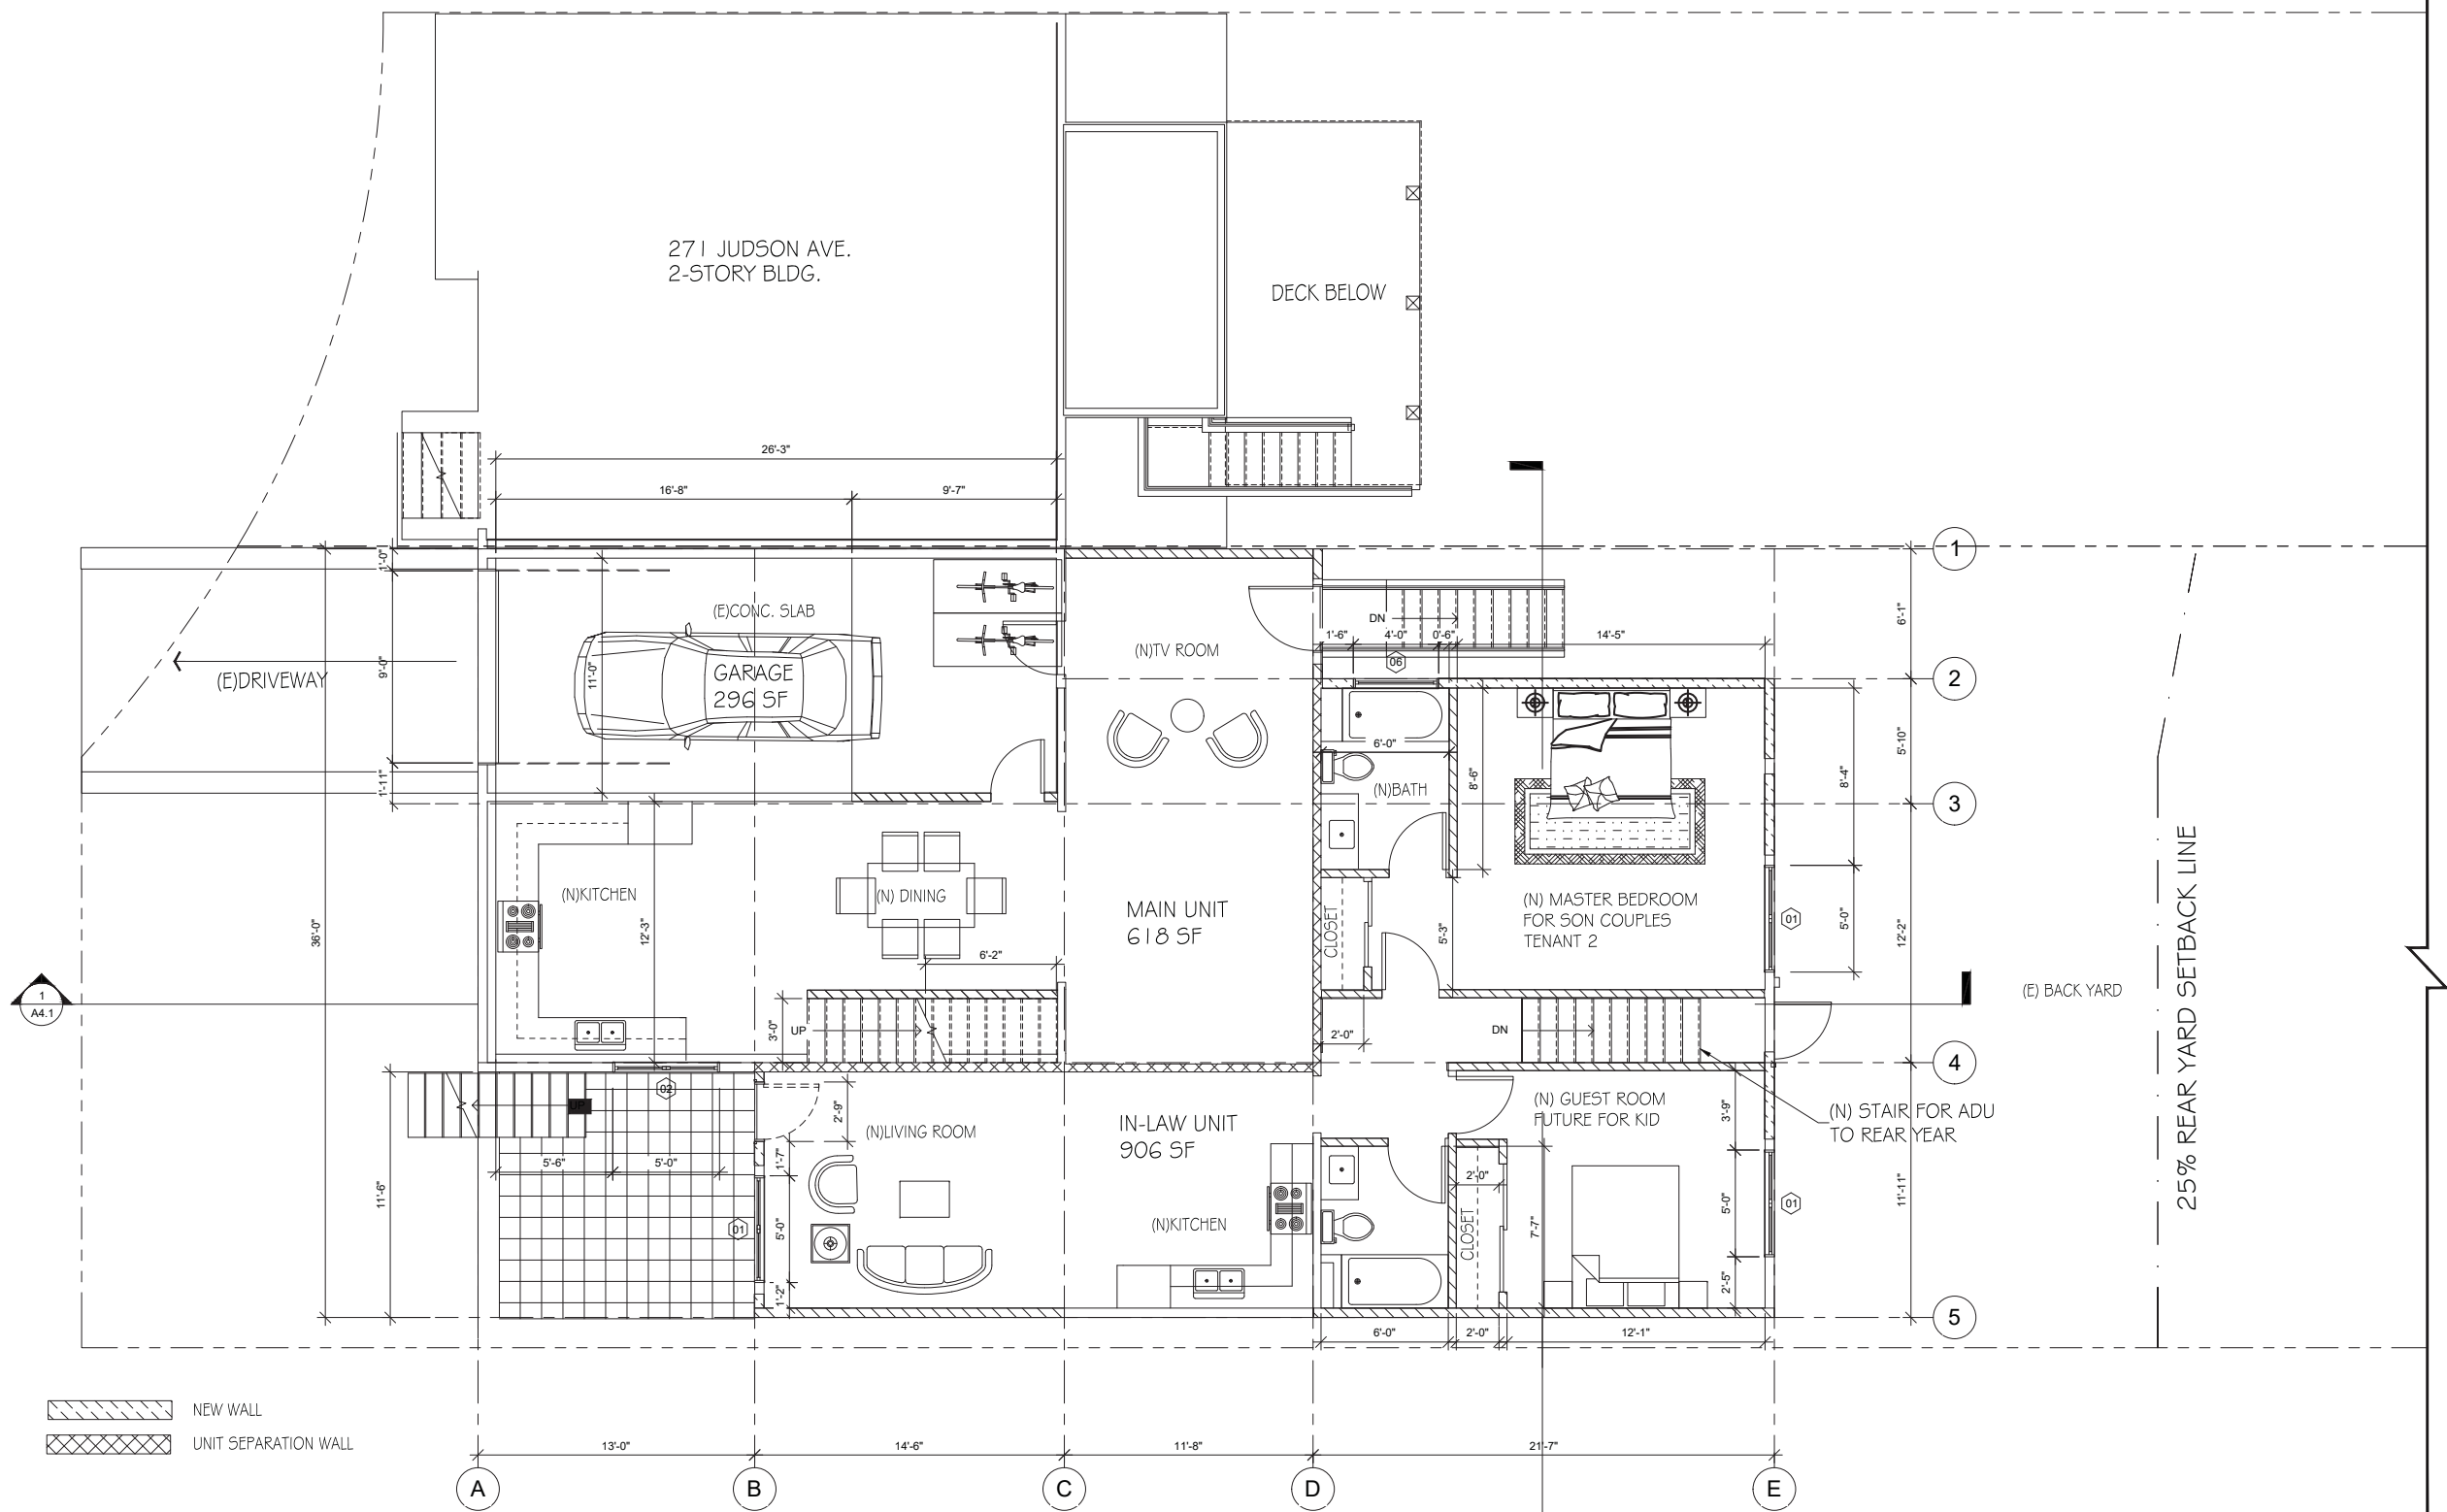 271 JUDSON AVE.
2-STORY BLDG.
DECK BELOW
26'-3"
16'-8"
9'-7"
1
1'-0"
(E)CONC. SLAB
6'-1"
DN
1'-6"
4'-0"
0'-6"
14'-5"
(N)TV ROOM
06
(E)DRIVEWAY
9'-0"
11'-0"
GARAGE
296 SF
2
6'-0"
5'-10"
8'-4"
8'-6"
(N)BATH
1'-11"
3
(N)KITCHEN
(N) DINING
MAIN UNIT
618 SF
(N) MASTER BEDROOM
FOR SON COUPLES
TENANT 2
01
5'-0"
12'-3"
36'-0"
CLOSET
5'-3"
12'-2"
6'-2"
25% REAR YARD SETBACK LINE
(E) BACK YARD
1
A4.1
UP
3'-0"
2'-0"
DN
4
02
UP
2'-9"
(N)LIVING ROOM
IN-LAW UNIT
906 SF
(N) GUEST ROOM
FUTURE FOR KID
3'-9"
(N) STAIR FOR ADU
TO REAR YEAR
5'-6"
5'-0"
1'-7"
2'-0"
11'-6"
01
5'-0"
(N)KITCHEN
CLOSET
7'-7"
5'-0"
01
11'-11"
1'-2"
2'-5"
5
6'-0"
2'-0"
12'-1"
NEW WALL
UNIT SEPARATION WALL
13'-0"
14'-6"
11'-8"
21'-7"
A
B
C
D
E